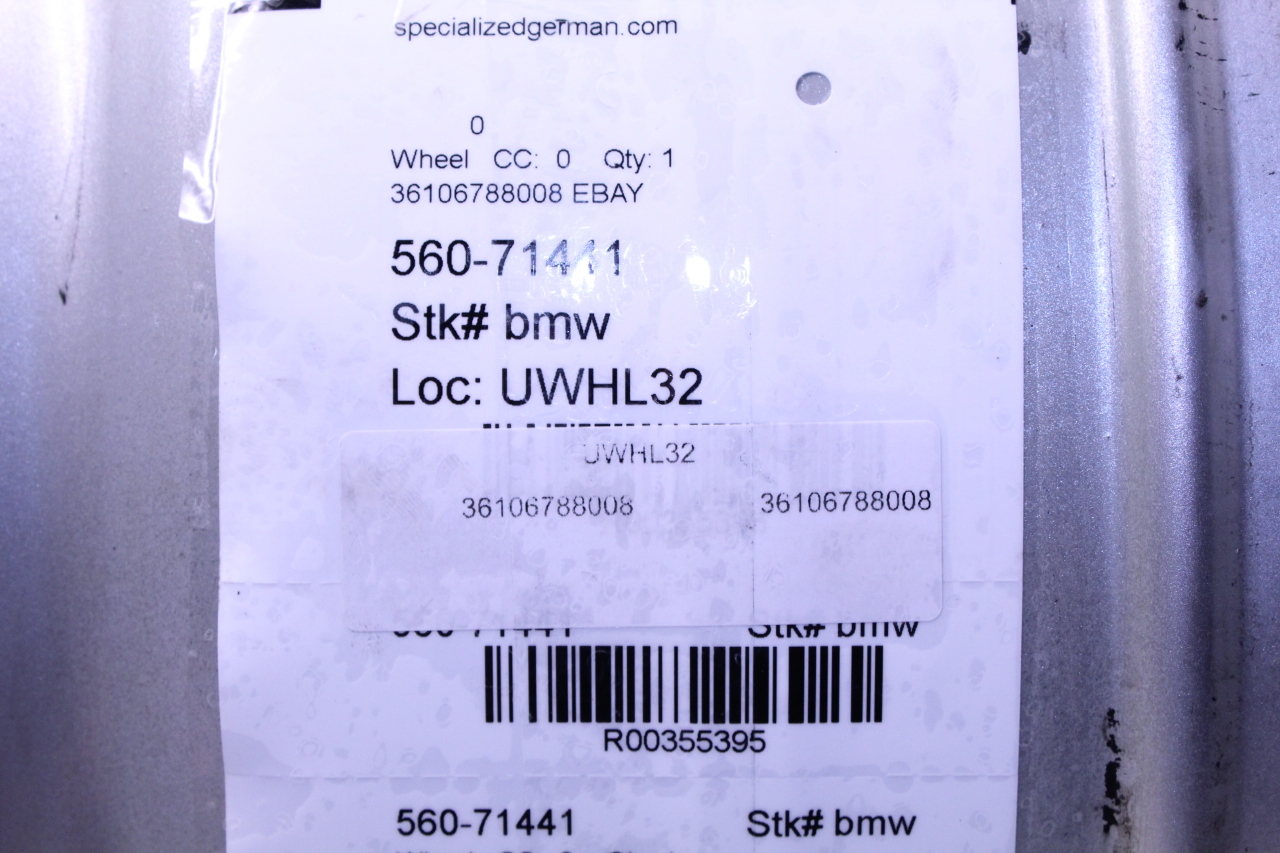 specializedgerman.com
0
Wheel CC: 0 Qty: 1
36106788008 EBAY
560-71441
Stk# bmw
Loc: UWHL32
UWHL32
36106788008 36106788008
560-71441 Stk# bmw
R00355395
560-71441 Stk# bmw